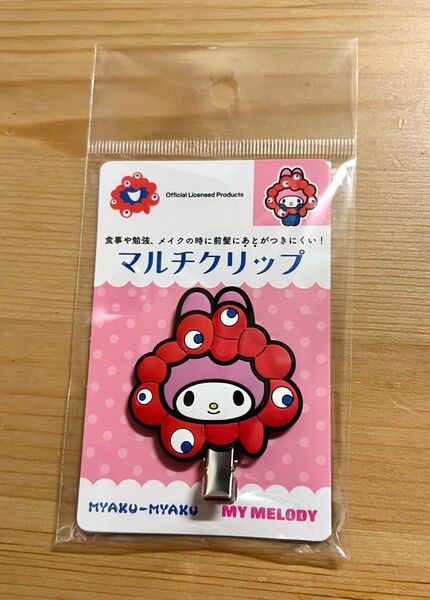 Official Licensed Products
食事や勉強、メイクの時に前髪にあとがつきにくい！
マルチクリップ
MYAKU-MYAKU
MY MELODY